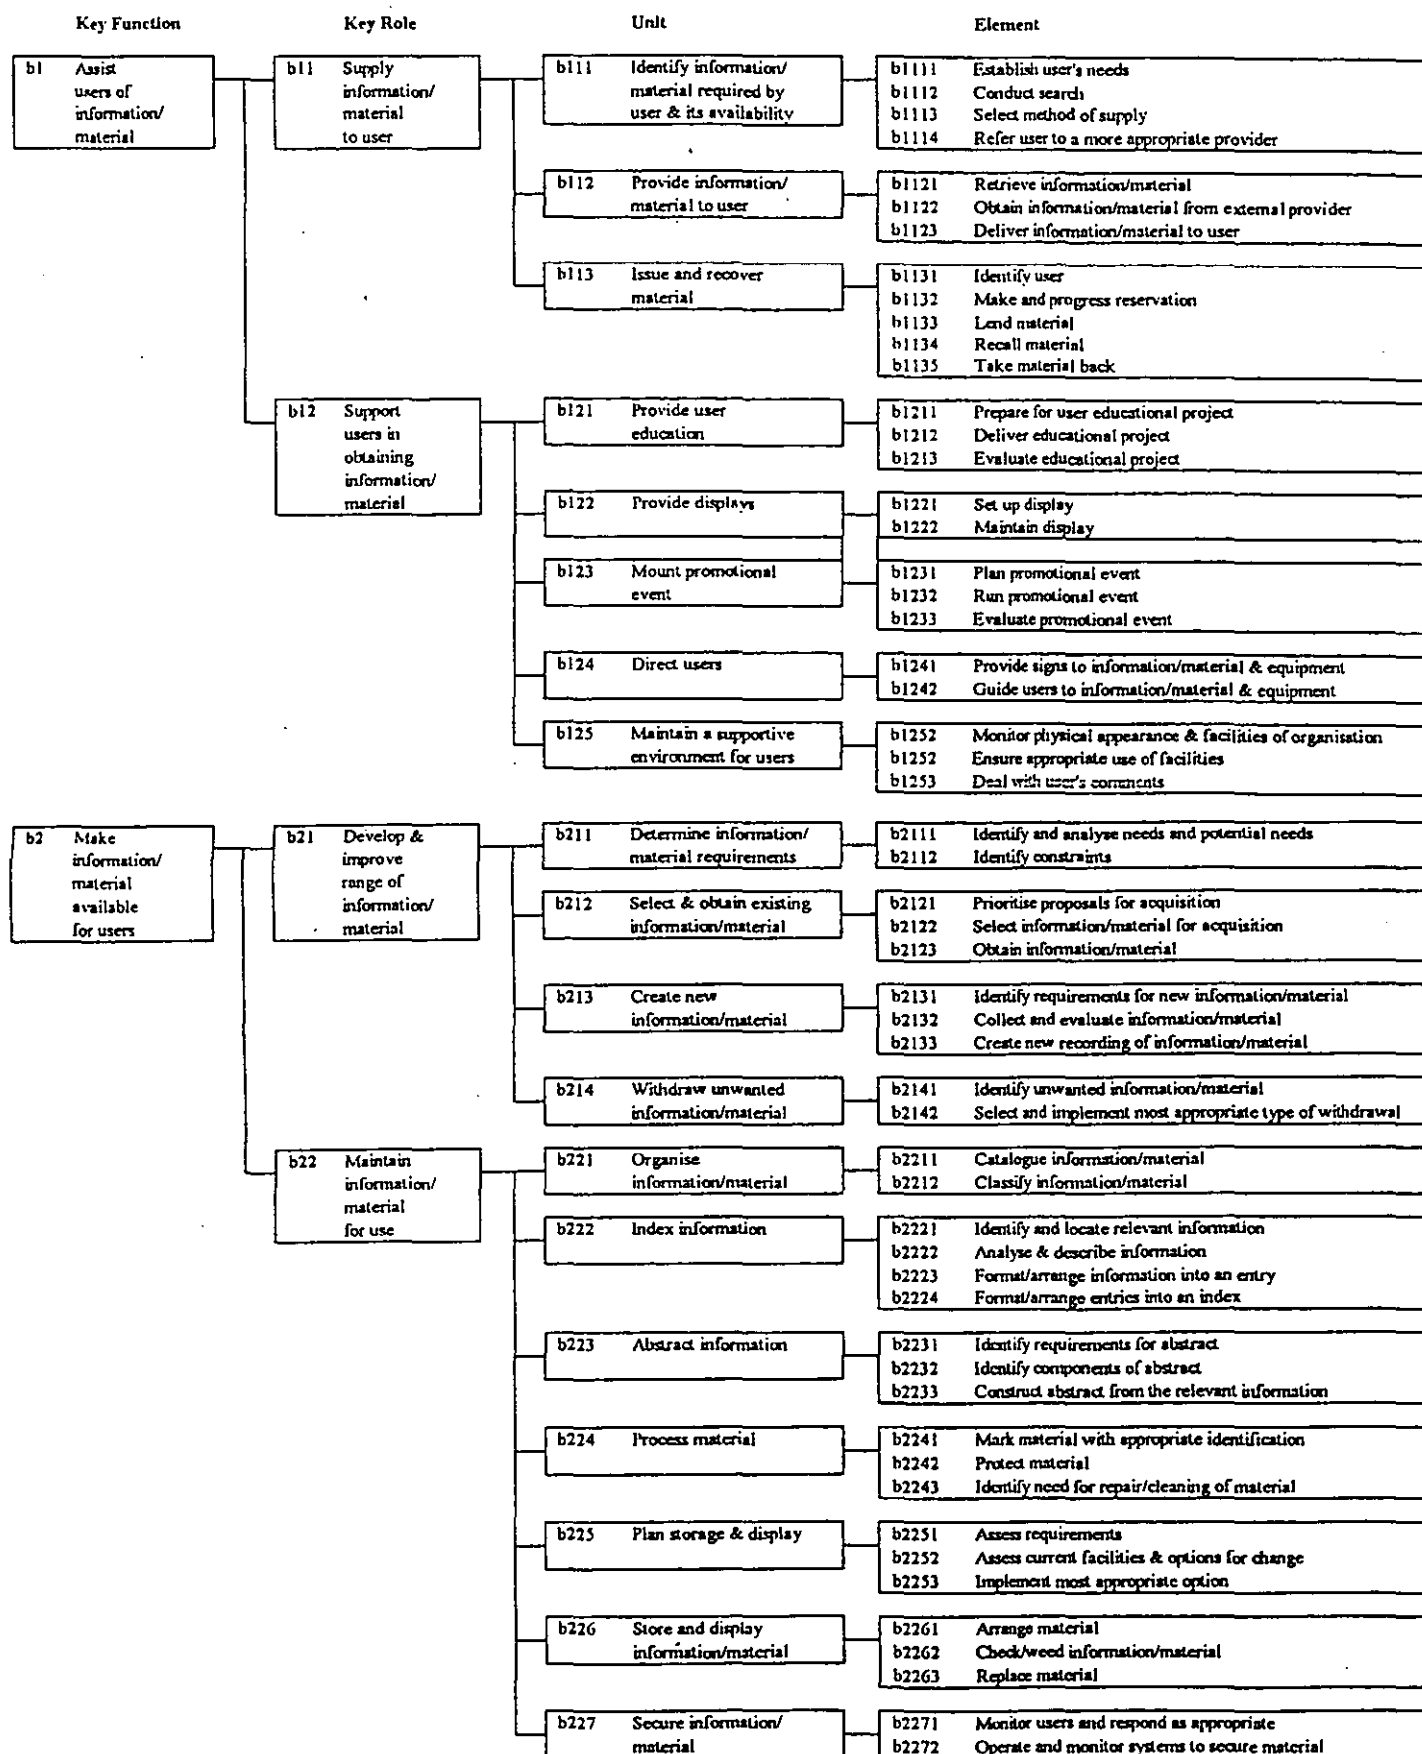 Key Function Key Role Unit Element
b1 Assist users of information/ material
b11 Supply information/ material to user
b111 Identify information/ material required by user & its availability
b1111 Establish user's needs
b1112 Conduct search
b1113 Select method of supply
b1114 Refer user to a more appropriate provider
b112 Provide information/ material to user
b1121 Retrieve information/material
b1122 Obtain information/material from external provider
b1123 Deliver information/material to user
b113 Issue and recover material
b1131 Identify user
b1132 Make and progress reservation
b1133 Lend material
b1134 Recall material
b1135 Take material back
b12 Support users in obtaining information/ material
b121 Provide user education
b1211 Prepare for user educational project
b1212 Deliver educational project
b1213 Evaluate educational project
b122 Provide displays
b1221 Set up display
b1222 Maintain display
b123 Mount promotional event
b1231 Plan promotional event
b1232 Run promotional event
b1233 Evaluate promotional event
b124 Direct users
b1241 Provide signs to information/material & equipment
b1242 Guide users to information/material & equipment
b125 Maintain a supportive environment for users
b1252 Monitor physical appearance & facilities of organisation
b1252 Ensure appropriate use of facilities
b1253 Deal with user's comments
b2 Make information/ material available for users
b21 Develop & improve range of information/ material
b211 Determine information/ material requirements
b2111 Identify and analyse needs and potential needs
b2112 Identify constraints
b212 Select & obtain existing information/material
b2121 Prioritise proposals for acquisition
b2122 Select information/material for acquisition
b2123 Obtain information/material
b213 Create new information/material
b2131 Identify requirements for new information/material
b2132 Collect and evaluate information/material
b2133 Create new recording of information/material
b214 Withdraw unwanted information/material
b2141 Identify unwanted information/material
b2142 Select and implement most appropriate type of withdrawal
b22 Maintain information/ material for use
b221 Organise information/material
b2211 Catalogue information/material
b2212 Classify information/material
b222 Index information
b2221 Identify and locate relevant information
b2222 Analyse & describe information
b2223 Format/arrange information into an entry
b2224 Format/arrange entries into an index
b223 Abstract information
b2231 Identify requirements for abstract
b2232 Identify components of abstract
b2233 Construct abstract from the relevant information
b224 Process material
b2241 Mark material with appropriate identification
b2242 Protect material
b2243 Identify need for repair/cleaning of material
b225 Plan storage & display
b2251 Assess requirements
b2252 Assess current facilities & options for change
b2253 Implement most appropriate option
b226 Store and display information/material
b2261 Arrange material
b2262 Check/weed information/material
b2263 Replace material
b227 Secure information/ material
b2271 Monitor users and respond as appropriate
b2272 Operate and monitor systems to secure material